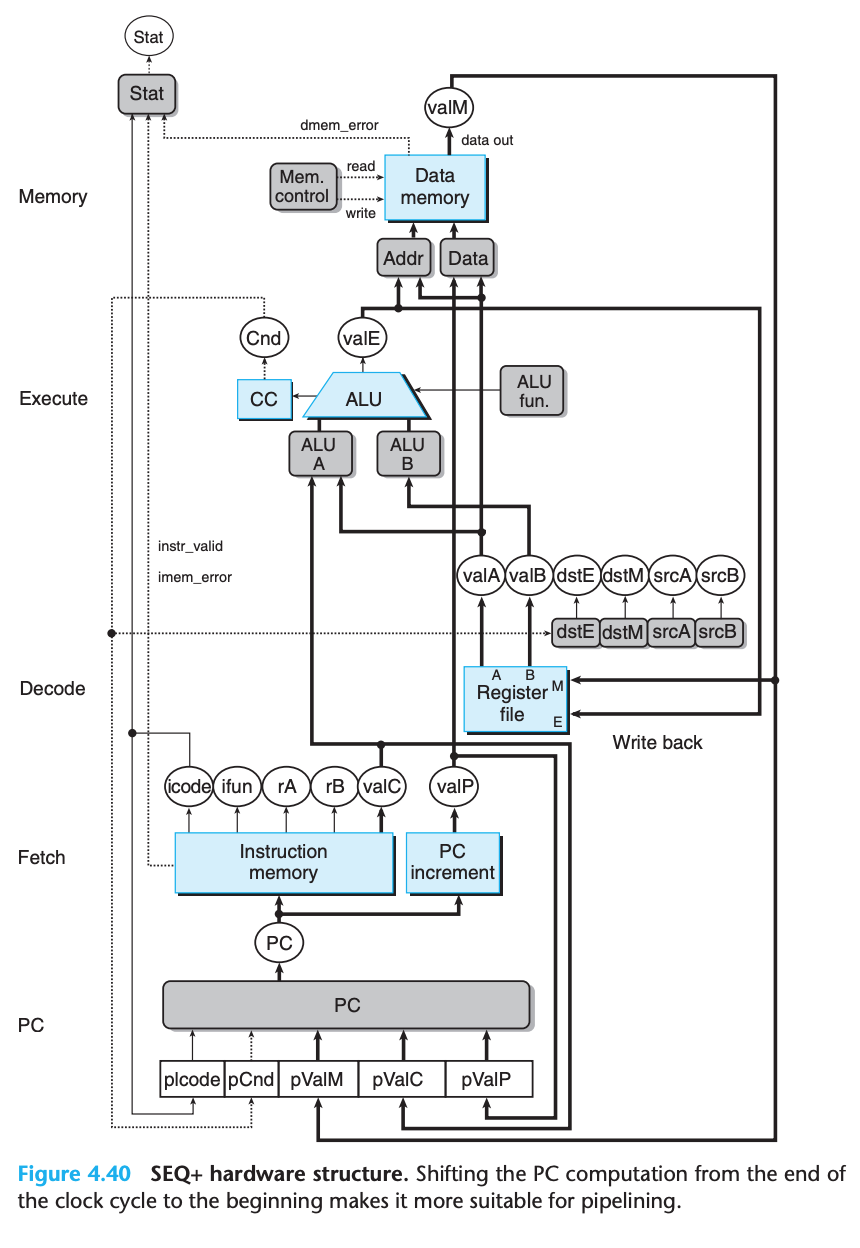 Stat
Stat
valM
dmem_error
data out
read
Mem.
control
Data
memory
write
Memory
Addr
Data
Cnd
valE
Execute
CC
ALU
ALU
fun.
ALU
A
ALU
B
instr_valid
imem_error
valA
valB
dstE
dstM
srcA
srcB
dstE
dstM
srcA
srcB
Decode
A
B
M
Register
file
E
Write back
icode
ifun
rA
rB
valC
valP
Fetch
Instruction
memory
PC
increment
PC
PC
PC
pIcode
pCnd
pValM
pValC
pValP
Figure 4.40 SEQ+ hardware structure. Shifting the PC computation from the end of
the clock cycle to the beginning makes it more suitable for pipelining.